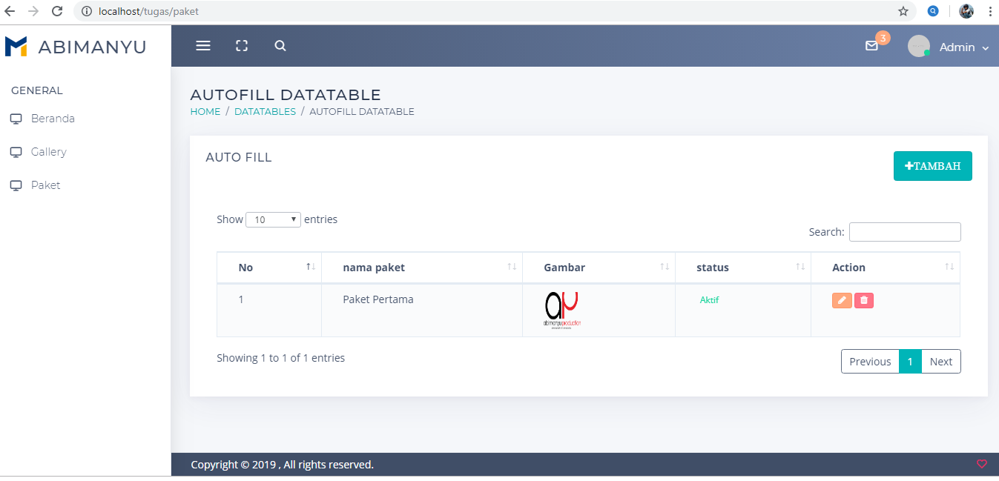 localhost/tugas/paket
ABIMANYU
3
Admin
GENERAL
Beranda
Gallery
Paket
AUTOFILL DATATABLE
HOME / DATATABLES / AUTOFILL DATATABLE
AUTO FILL
+TAMBAH
Show 10 entries
Search:
No nama paket Gambar status Action
1 Paket Pertama Aktif
abimanyuproduction
Showing 1 to 1 of 1 entries
Previous 1 Next
Copyright © 2019 , All rights reserved.